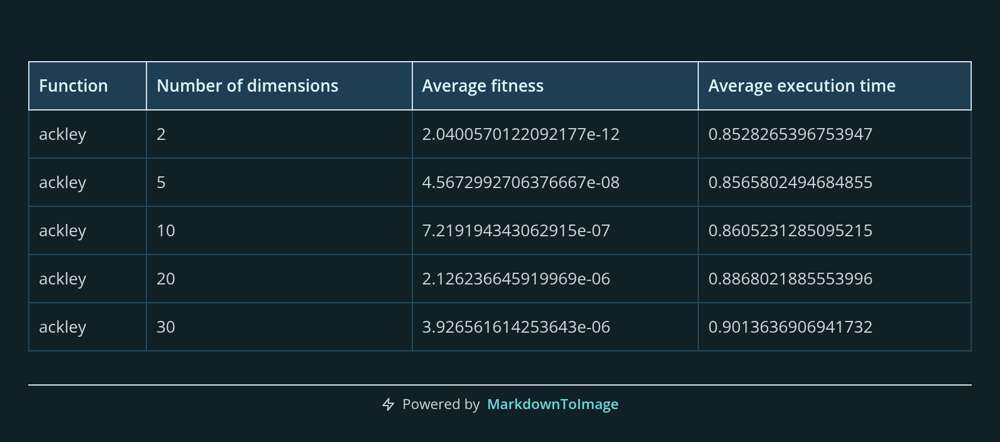 Function Number of dimensions Average fitness Average execution time
ackley 2 2.0400570122092177e-12 0.8528265396753947
ackley 5 4.5672992706376667e-08 0.8565802494684855
ackley 10 7.219194343062915e-07 0.8605231285095215
ackley 20 2.126236645919969e-06 0.8868021885553996
ackley 30 3.926561614253643e-06 0.9013636906941732
Powered by MarkdownToImage